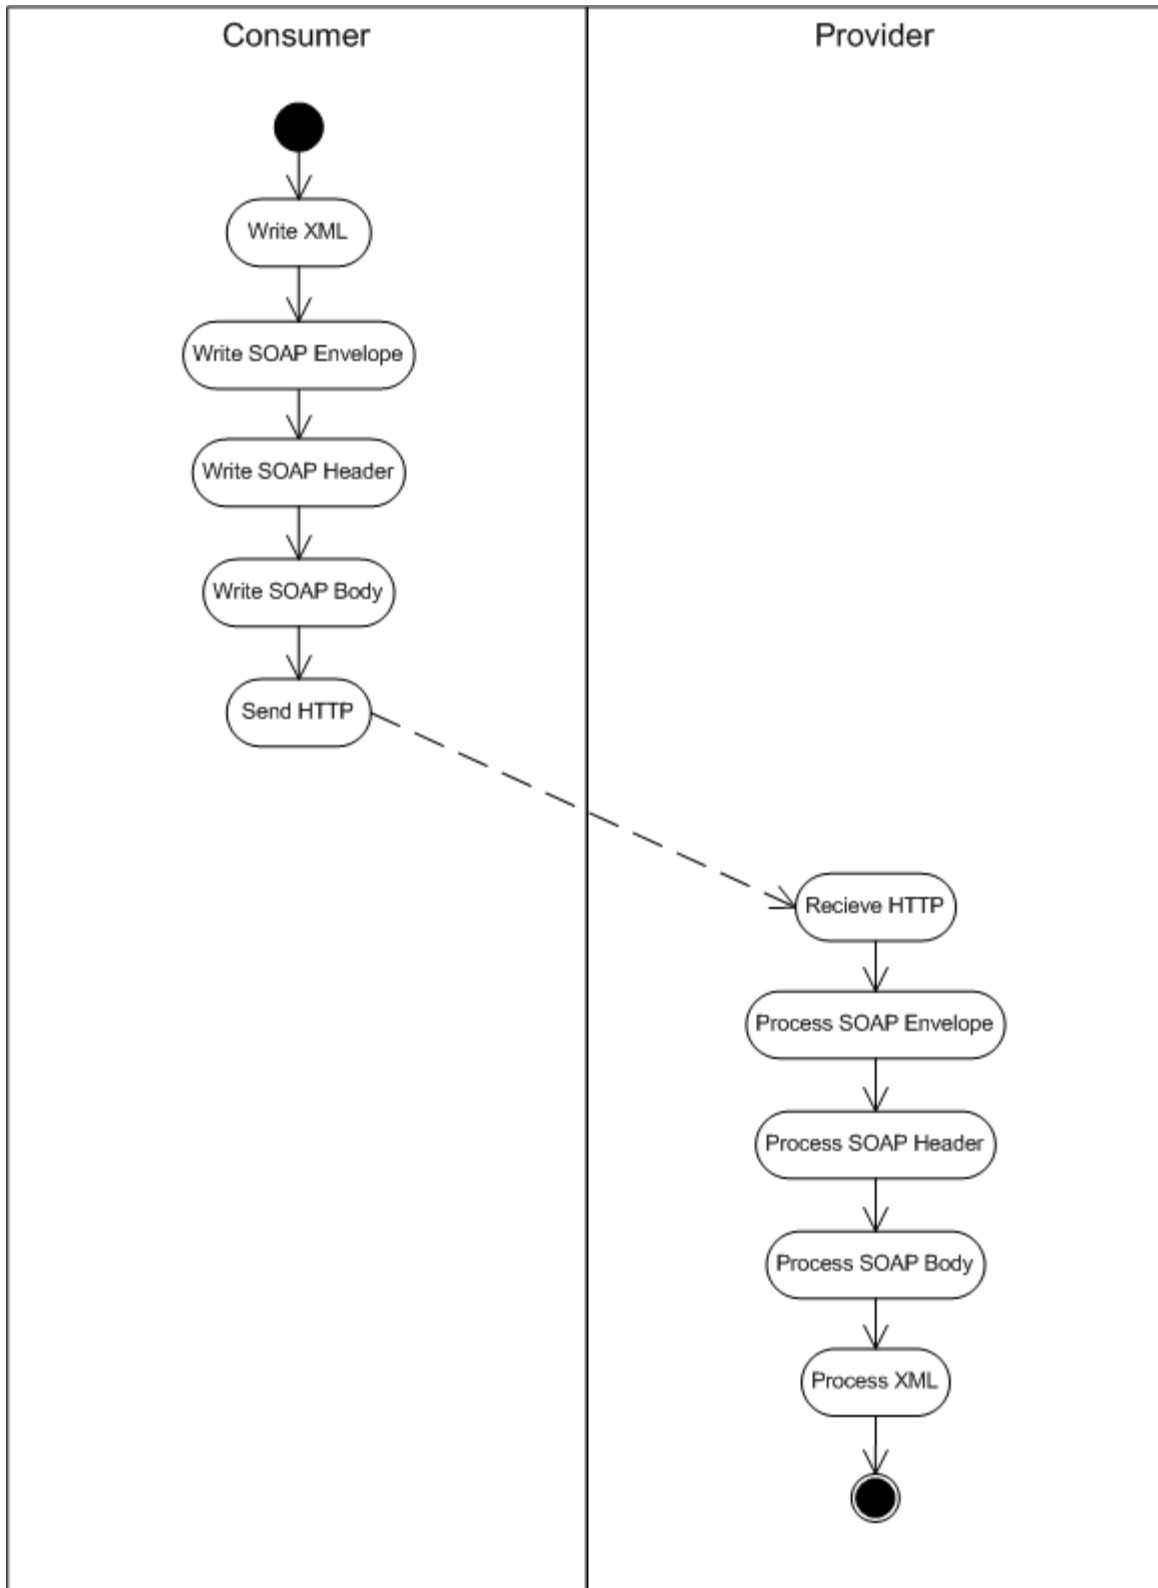 Consumer
Provider
Write XML
Write SOAP Envelope
Write SOAP Header
Write SOAP Body
Send HTTP
Recieve HTTP
Process SOAP Envelope
Process SOAP Header
Process SOAP Body
Process XML